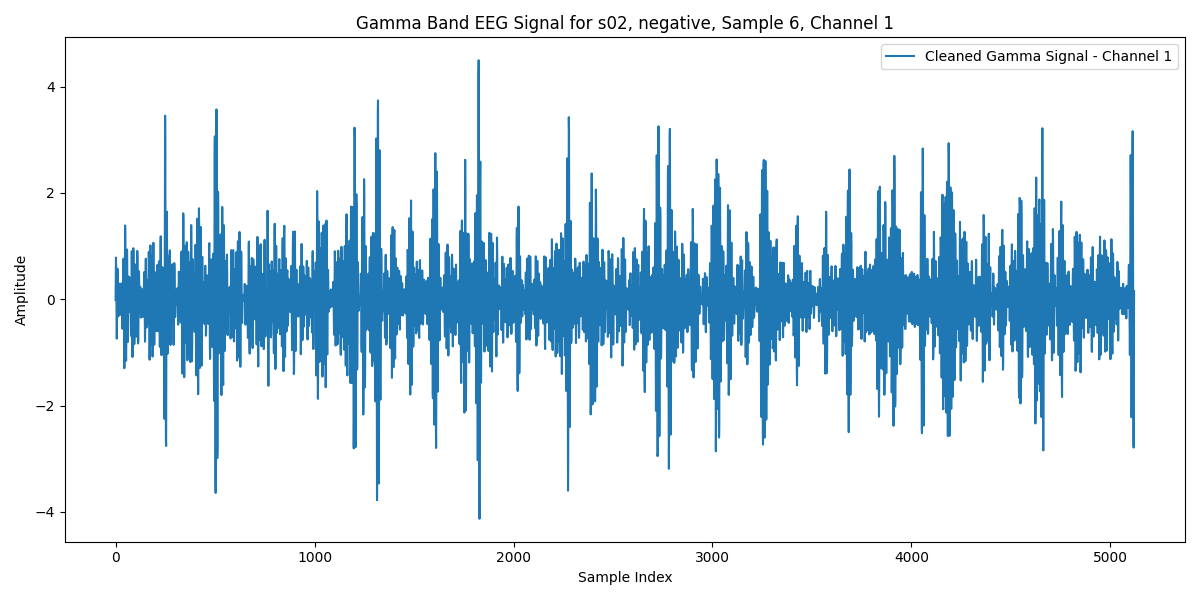 Gamma Band EEG Signal for s02, negative, Sample 6, Channel 1
Cleaned Gamma Signal - Channel 1
Amplitude
4
2
0
−2
−4
0 1000 2000 3000 4000 5000
Sample Index